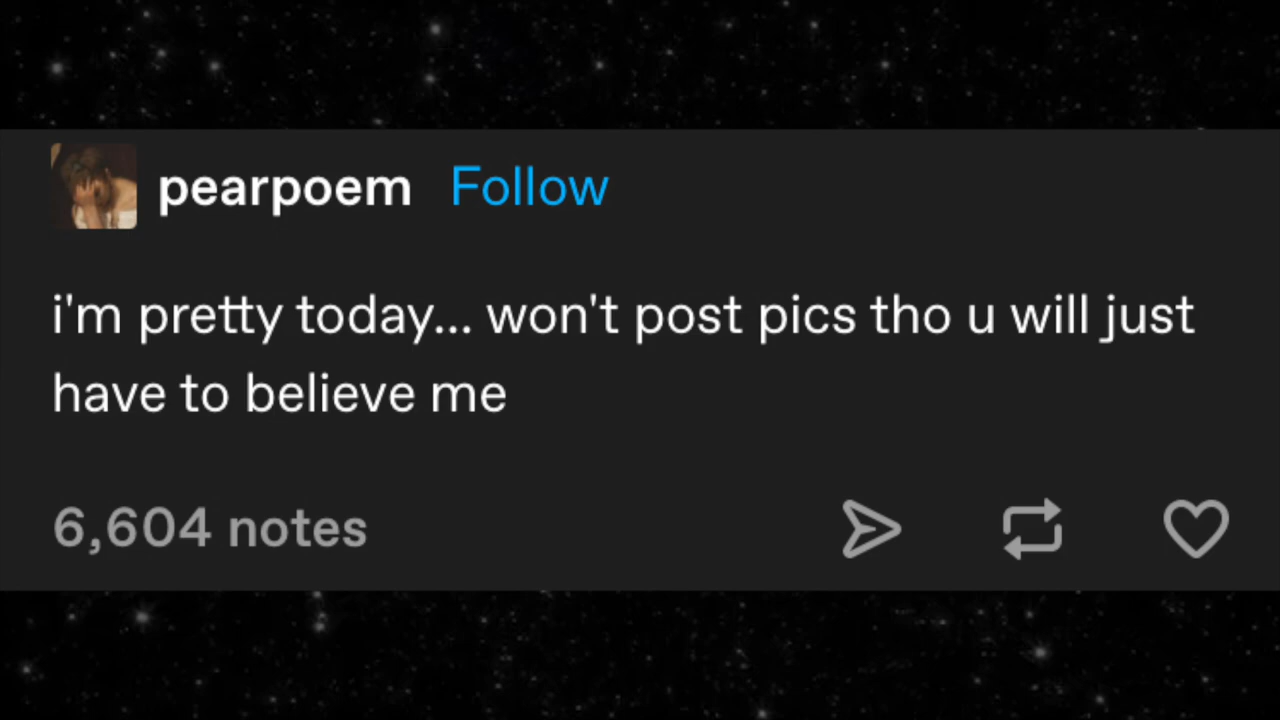 pearpoem Follow
i'm pretty today... won't post pics tho u will just
have to believe me
6,604 notes